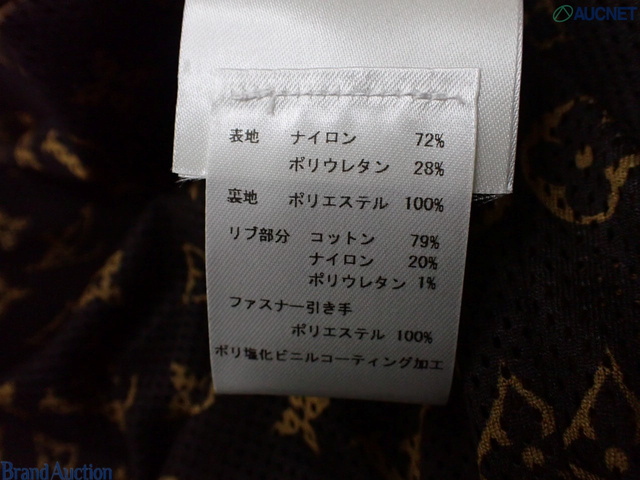 AUCNET
表地 ナイロン 72%
ポリウレタン 28%
裏地 ポリエステル 100%
リブ部分 コットン 79%
ナイロン 20%
ポリウレタン 1%
ファスナー引き手
ポリエステル 100%
ポリ塩化ビニルコーティング加工
Brand Auction